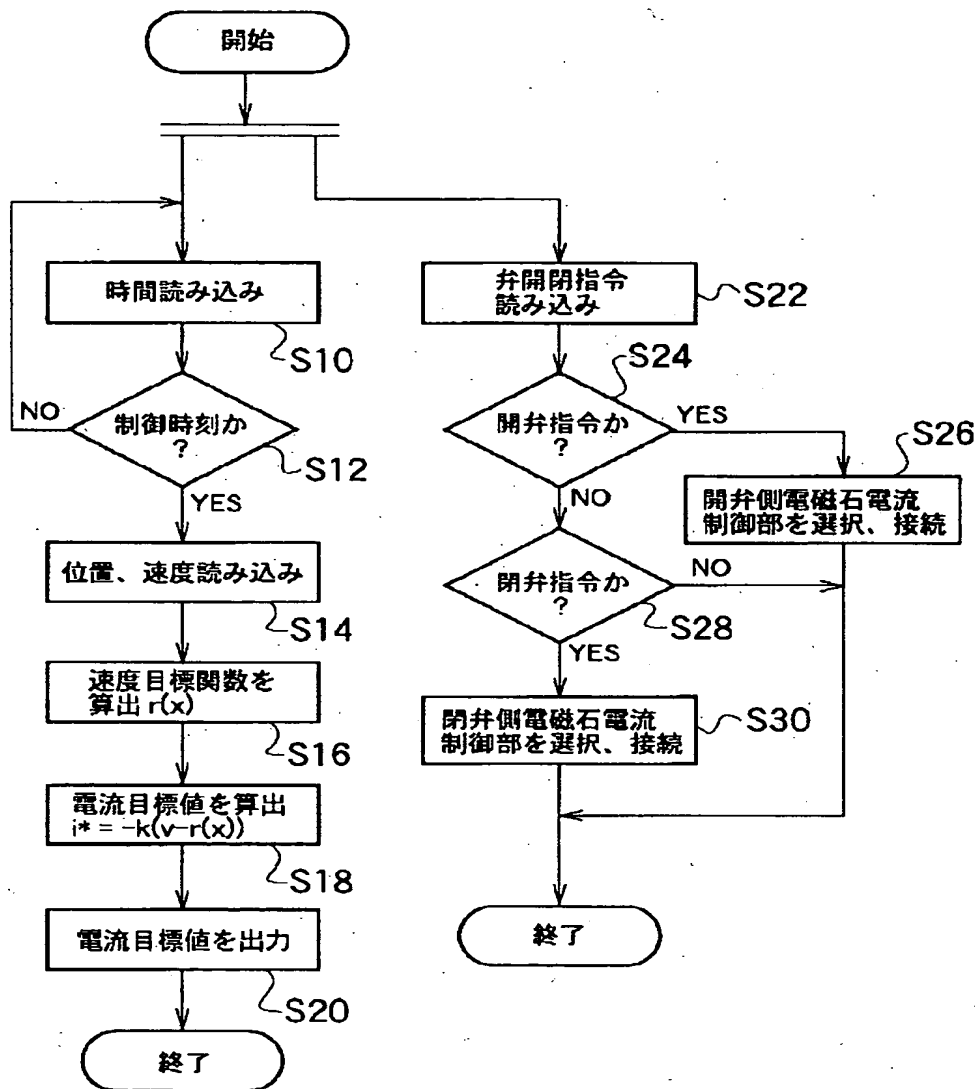 開始
時間読み込み
S10
制御時刻か
?
NO
S12
YES
位置、速度読み込み
S14
速度目標関数を
算出 r(x)
S16
電流目標値を算出
i* = -k(v-r(x))
S18
電流目標値を出力
S20
終了
弁開閉指令
読み込み
S22
S24
開弁指令か
?
YES
NO
S26
開弁側電磁石電流
制御部を選択、接続
閉弁指令か
?
NO
S28
YES
閉弁側電磁石電流
制御部を選択、接続
S30
終了